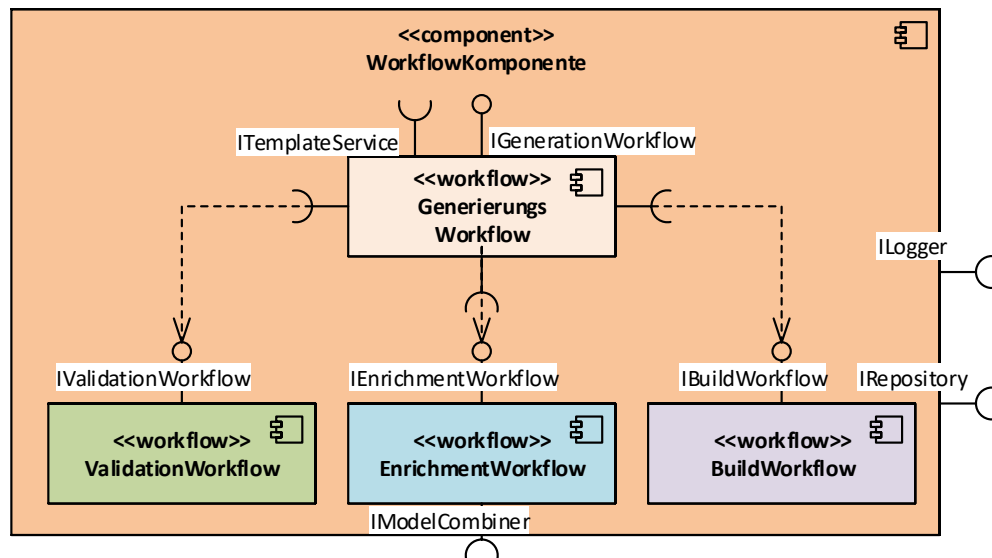 <<component>>
WorkflowKomponente
ITemplateService
IGenerationWorkflow
<<workflow>>
Generierungs
Workflow
ILogger
IValidationWorkflow
IEnrichmentWorkflow
IBuildWorkflow
IRepository
<<workflow>>
ValidationWorkflow
<<workflow>>
EnrichmentWorkflow
<<workflow>>
BuildWorkflow
IModelCombiner